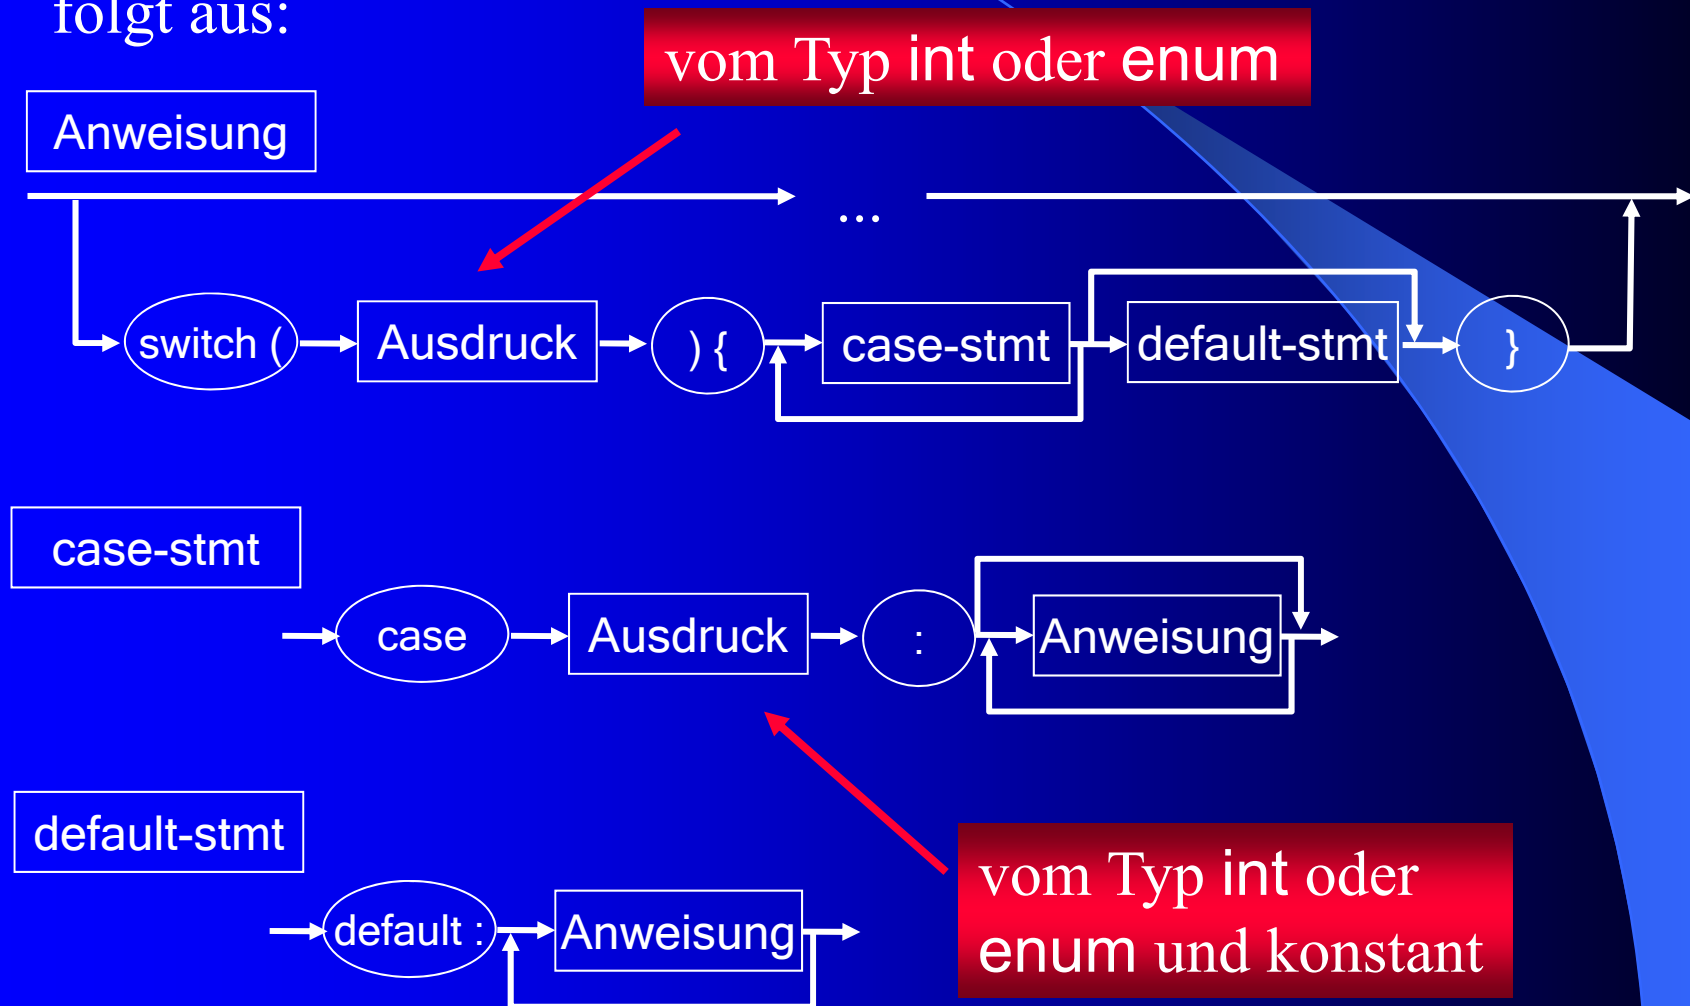 folgt aus:
vom Typ int oder enum
Anweisung
...
switch ( Ausdruck ) { case-stmt default-stmt }
case-stmt
case Ausdruck : Anweisung
default-stmt
default : Anweisung
vom Typ int oder
enum und konstant